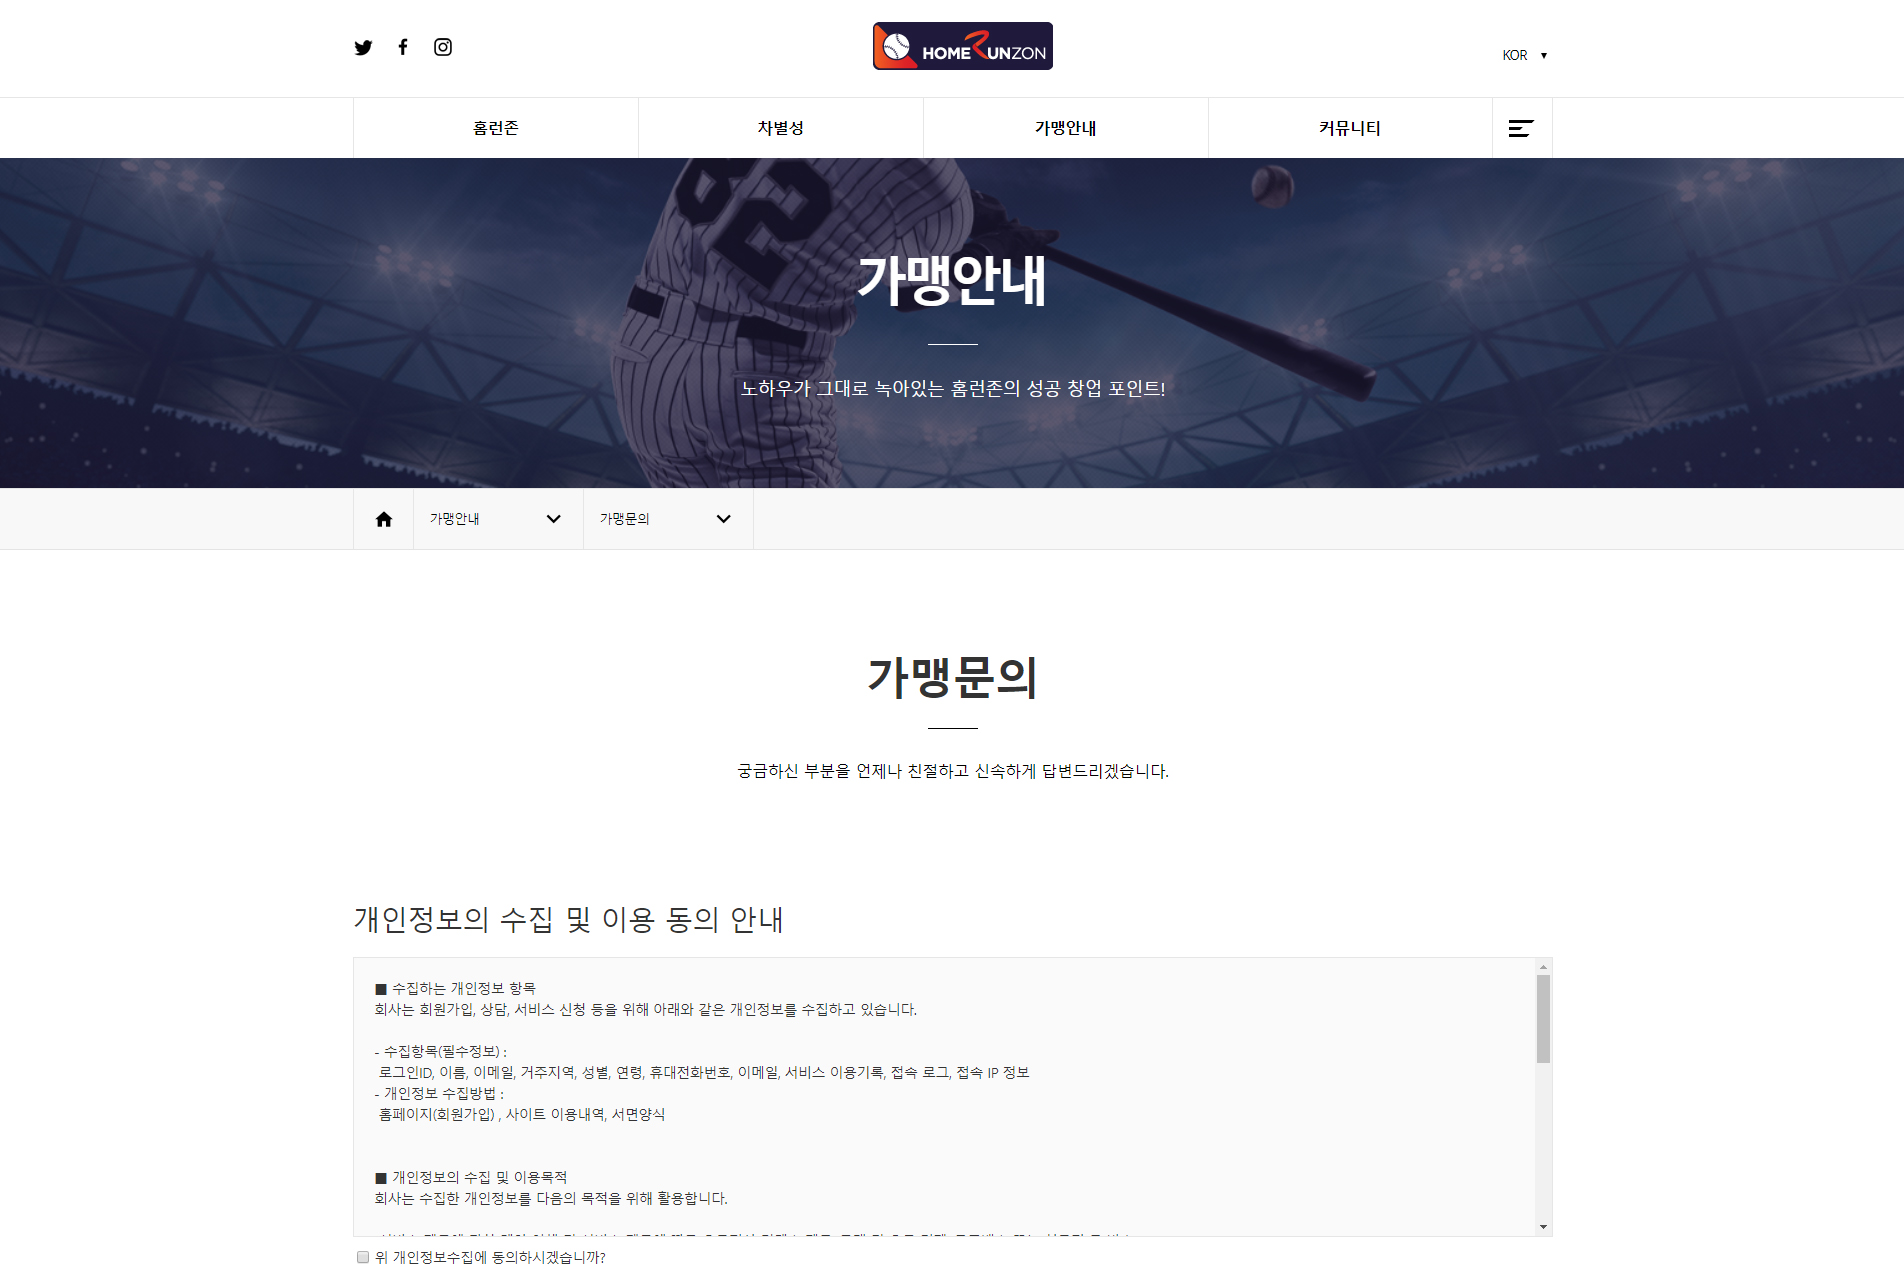 HOMERUNZON
KOR ▼
홈런존
차별성
가맹안내
커뮤니티
가맹안내
노하우가 그대로 녹아있는 홈런존의 성공 창업 포인트!
가맹안내
가맹문의
가맹문의
궁금하신 부분을 언제나 친절하고 신속하게 답변드리겠습니다.
개인정보의 수집 및 이용 동의 안내
■ 수집하는 개인정보 항목
회사는 회원가입, 상담, 서비스 신청 등을 위해 아래와 같은 개인정보를 수집하고 있습니다.
- 수집항목(필수정보) :
로그인ID, 이름, 이메일, 거주지역, 성별, 연령, 휴대전화번호, 이메일, 서비스 이용기록, 접속 로그, 접속 IP 정보
- 개인정보 수집방법 :
홈페이지(회원가입) , 사이트 이용내역, 서면양식
■ 개인정보의 수집 및 이용목적
회사는 수집한 개인정보를 다음의 목적을 위해 활용합니다.
위 개인정보수집에 동의하시겠습니까?